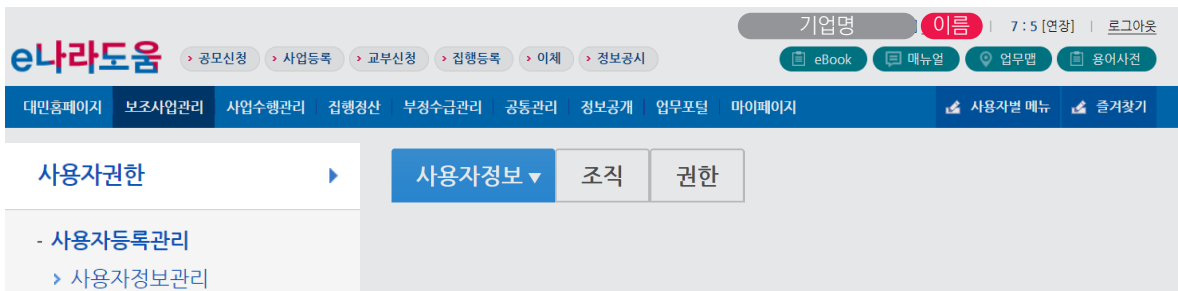 기업명 이름 | 7 : 5 [연장] | 로그아웃
e나라도움 공모신청 사업등록 교부신청 집행등록 이체 정보공시 eBook 매뉴얼 업무맵 용어사전
대민홈페이지 보조사업관리 사업수행관리 집행정산 부정수급관리 공통관리 정보공개 업무포털 마이페이지 사용자별 메뉴 즐겨찾기
사용자권한 사용자정보▼ 조직 권한
- 사용자등록관리
> 사용자정보관리